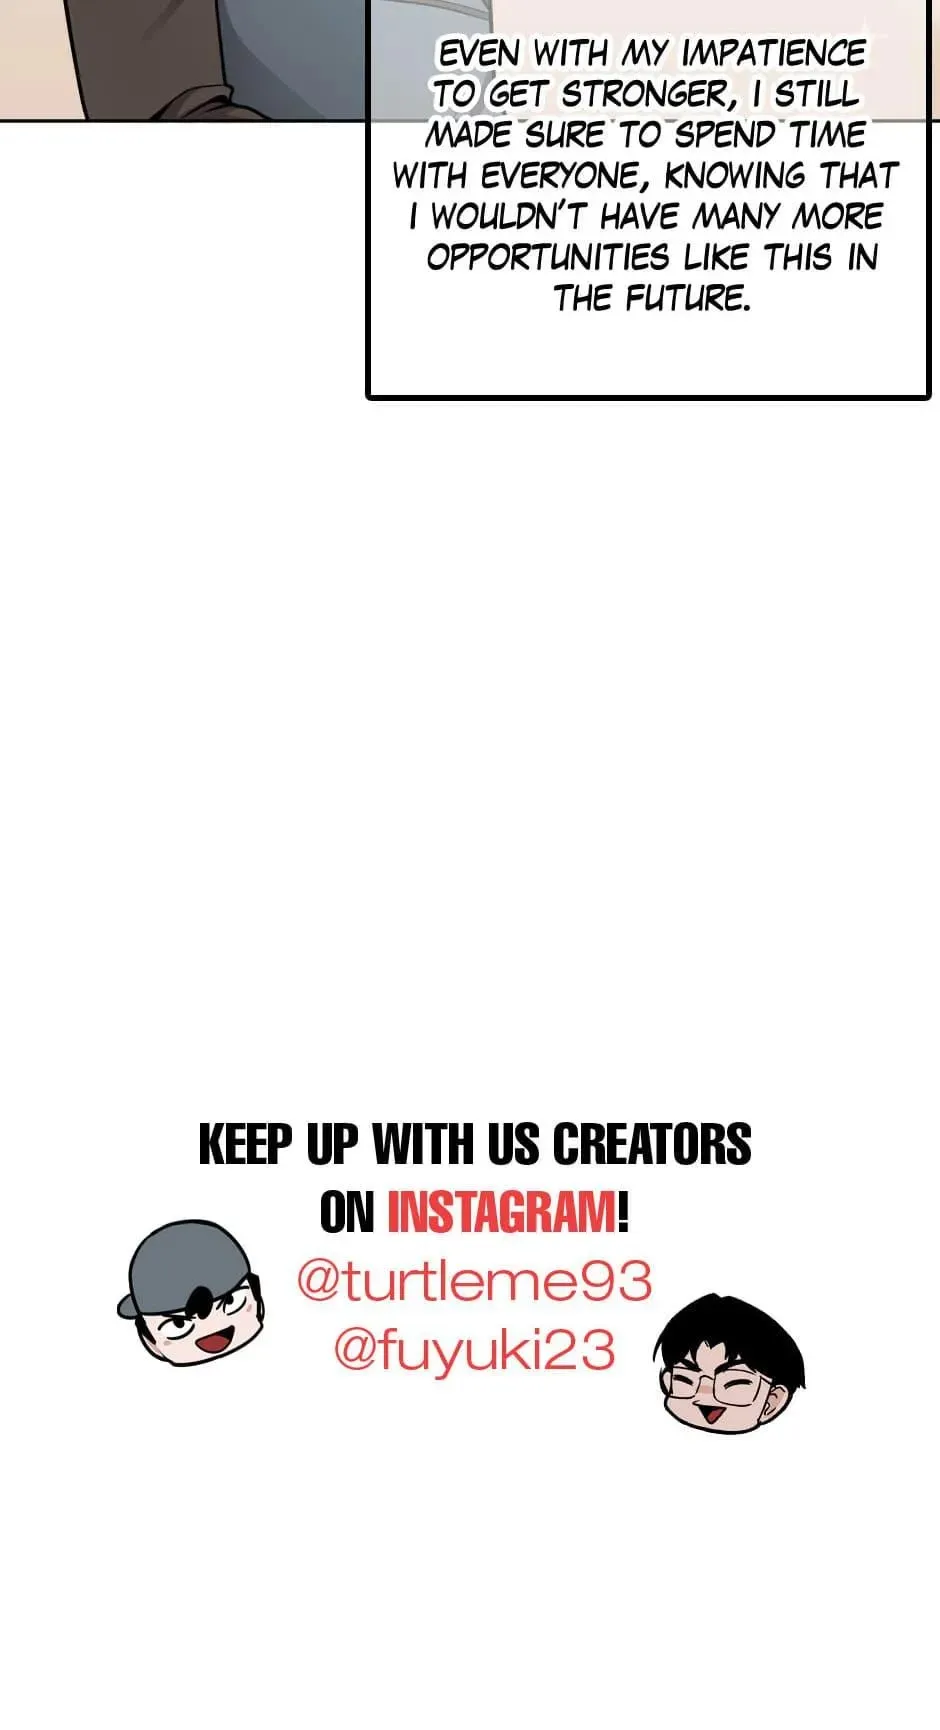 EVEN WITH MY IMPATIENCE
TO GET STRONGER, I STILL
MADE SURE TO SPEND TIME
WITH EVERYONE, KNOWING THAT
I WOULDN'T HAVE MANY MORE
OPPORTUNITIES LIKE THIS IN
THE FUTURE.
KEEP UP WITH US CREATORS
ON INSTAGRAM!
@turtleme93
@fuyuki23